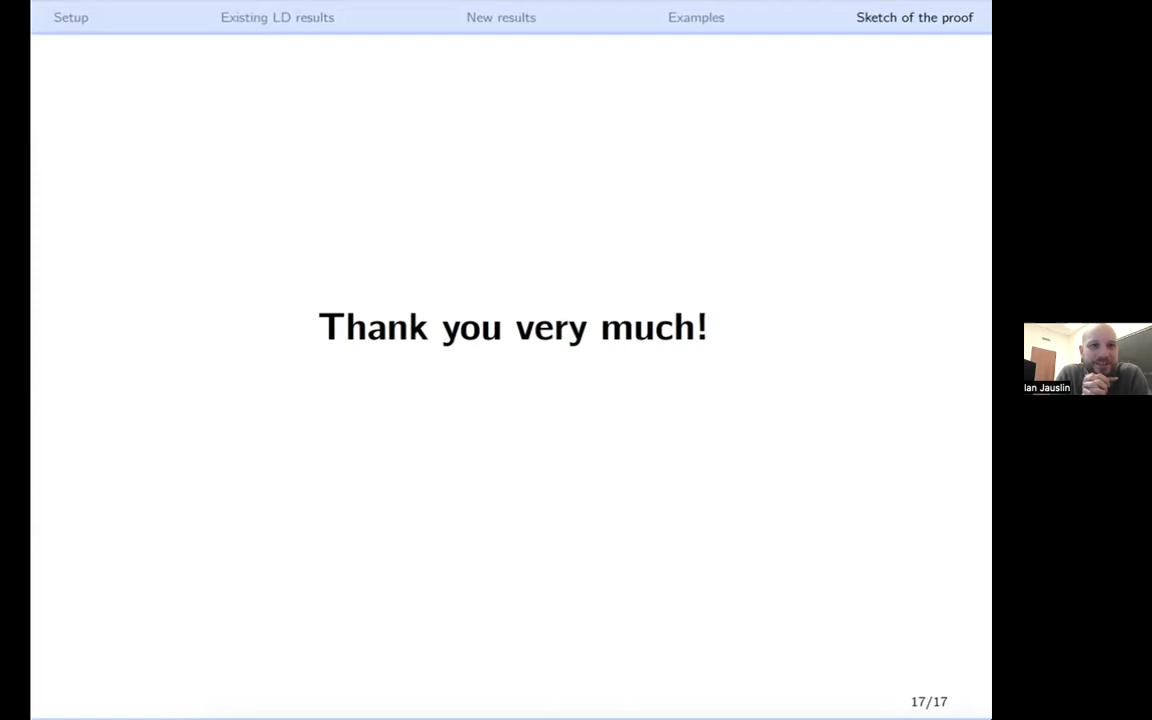 Setup
Existing LD results
New results
Examples
Sketch of the proof
Thank you very much!
Ian Jauslin
17/17